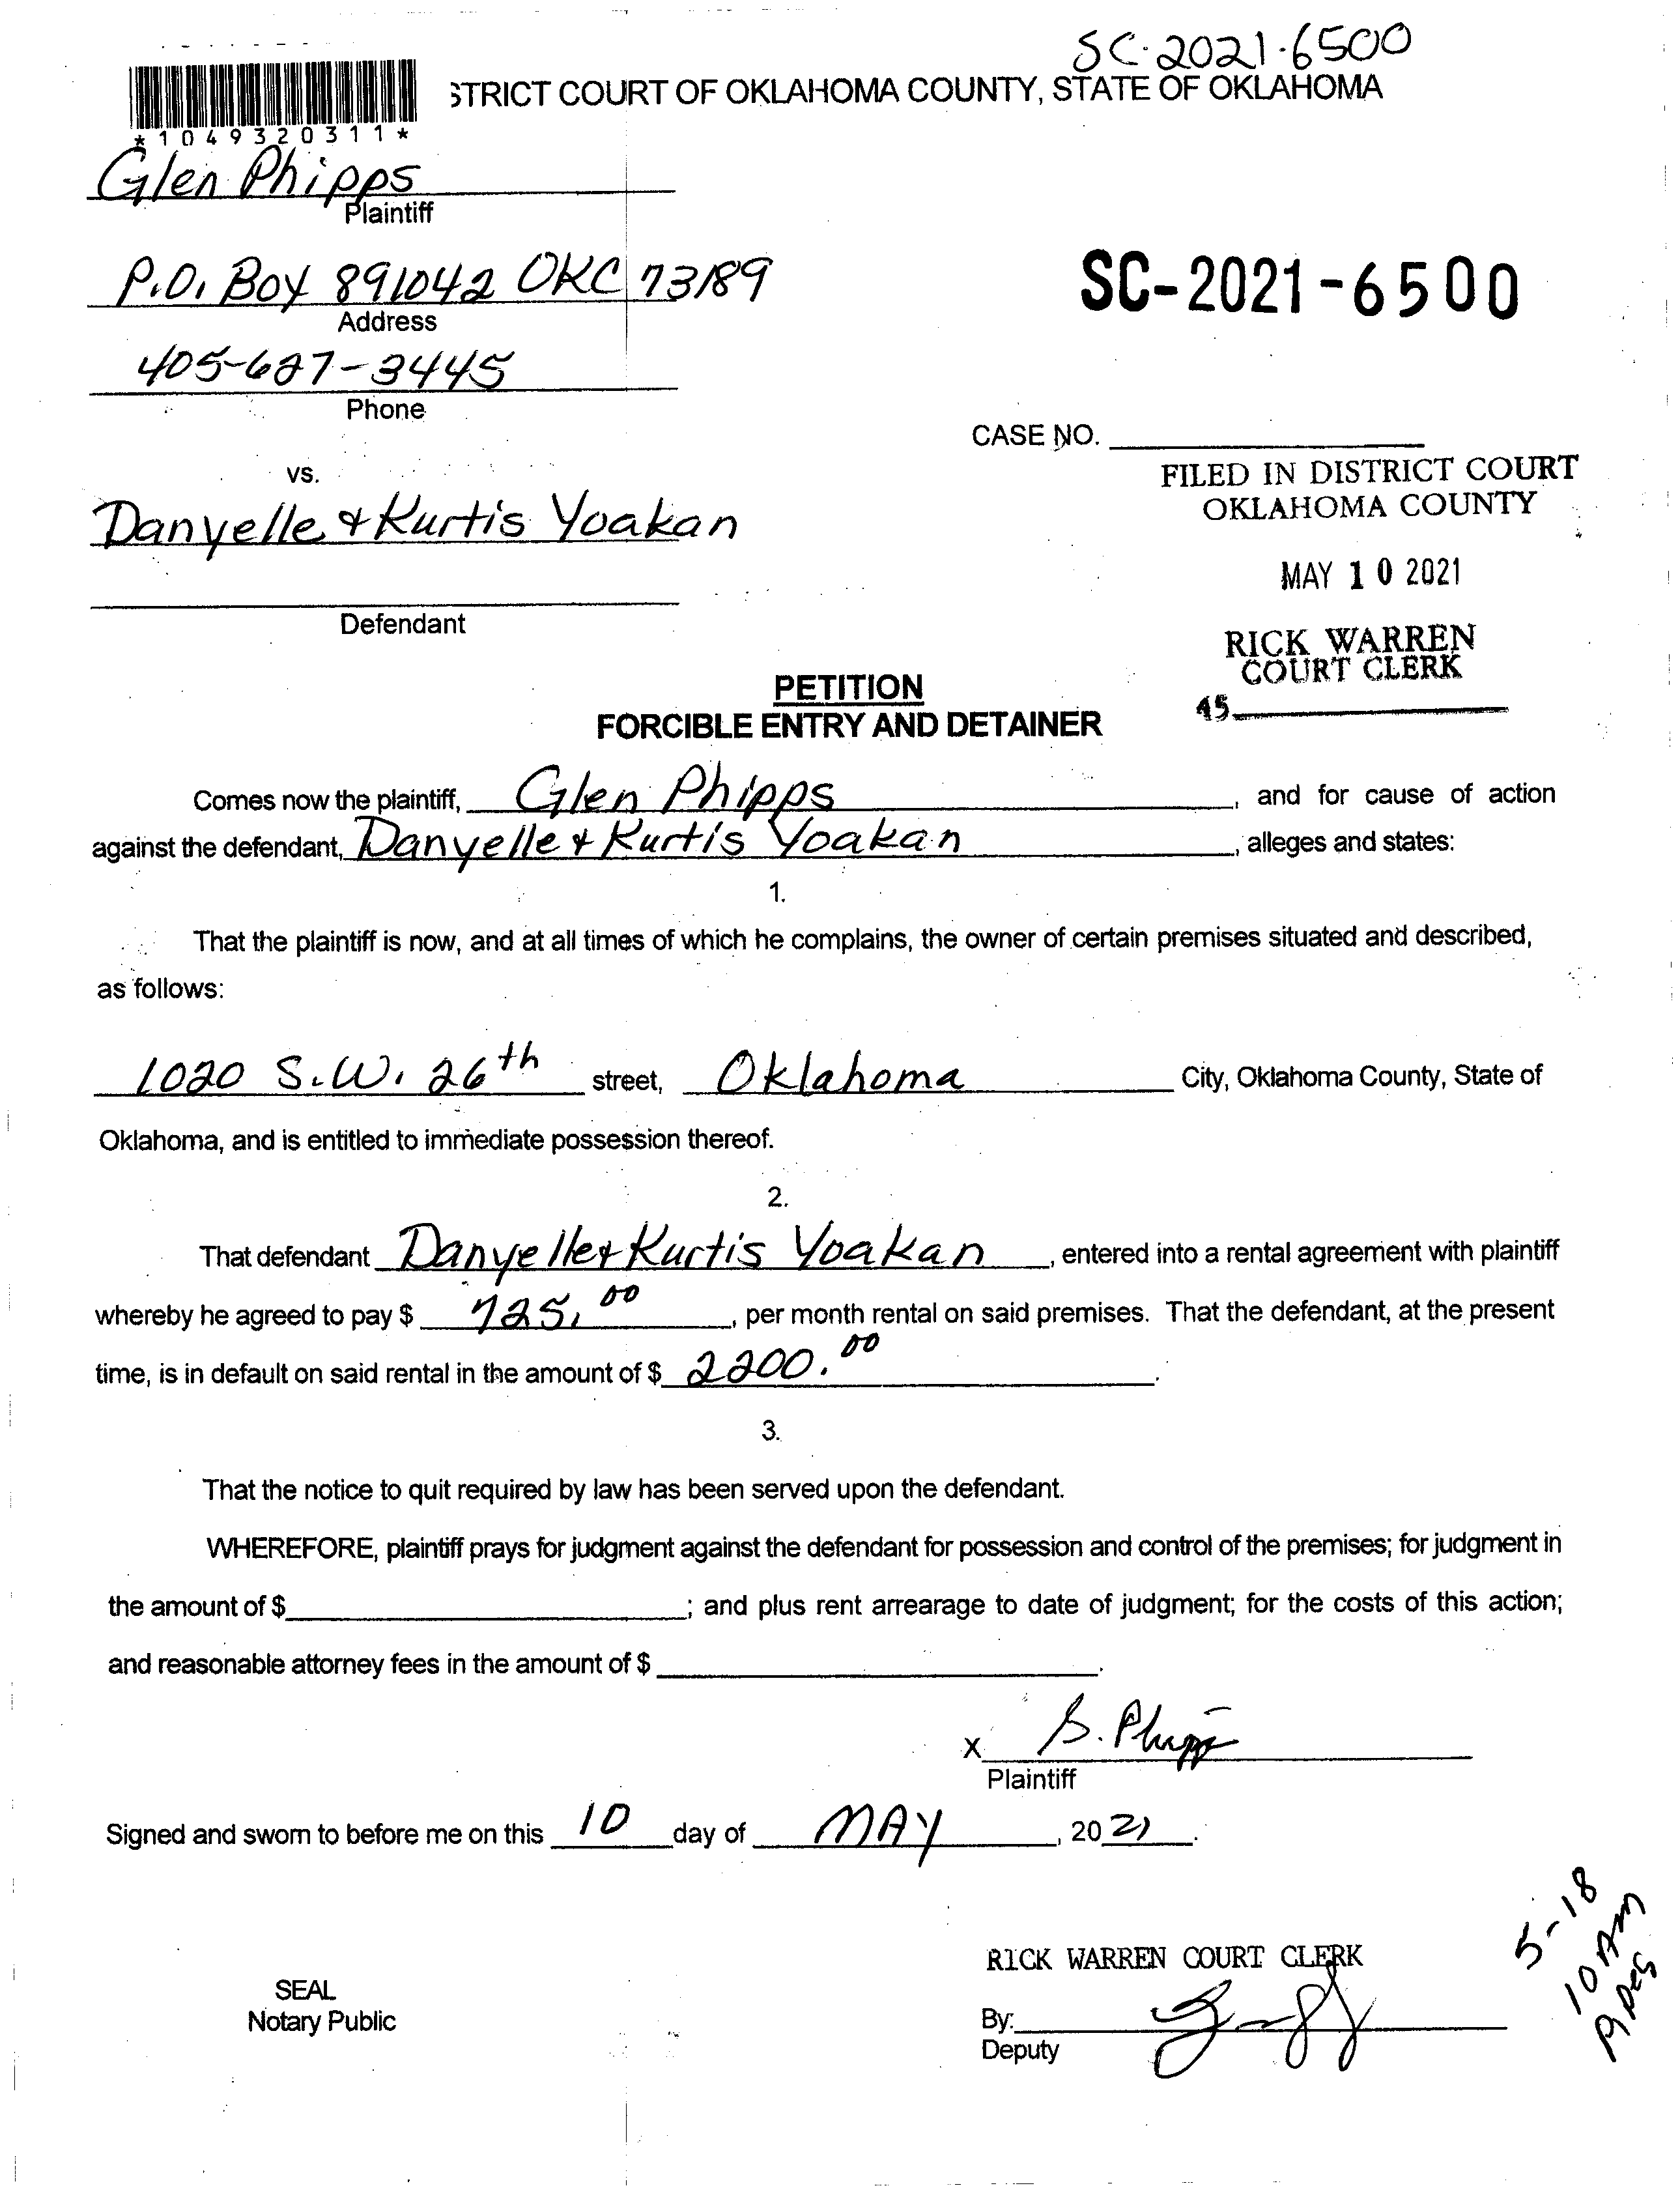 SC-2021-6500
STRICT COURT OF OKLAHOMA COUNTY, STATE OF OKLAHOMA
*1049320311*
Glen Phipps
Plaintiff
P.O. Box 891042 OKC 73189
Address
SC-2021-6500
405-627-3445
Phone
CASE NO.
vs.
FILED IN DISTRICT COURT
OKLAHOMA COUNTY
Danyelle & Kurtis Yoakan
MAY 10 2021
Defendant
RICK WARREN
COURT CLERK
45
PETITION
FORCIBLE ENTRY AND DETAINER
Comes now the plaintiff, Glen Phipps, and for cause of action
against the defendant, Danyelle & Kurtis Yoakan, alleges and states:
1.
That the plaintiff is now, and at all times of which he complains, the owner of certain premises situated and described,
as follows:
1020 S.W. 26th street, Oklahoma City, Oklahoma County, State of
Oklahoma, and is entitled to immediate possession thereof.
2.
That defendant Danyelle & Kurtis Yoakan, entered into a rental agreement with plaintiff
whereby he agreed to pay $ 725.00, per month rental on said premises. That the defendant, at the present
time, is in default on said rental in the amount of $ 2200.00.
3.
That the notice to quit required by law has been served upon the defendant.
WHEREFORE, plaintiff prays for judgment against the defendant for possession and control of the premises; for judgment in
the amount of $ ; and plus rent arrearage to date of judgment; for the costs of this action;
and reasonable attorney fees in the amount of $ .
X G. Phipps
Plaintiff
Signed and sworn to before me on this 10 day of MAY, 2021.
5-18
10 AM
RICK WARREN COURT CLERK
SEAL
Notary Public
By:
Deputy